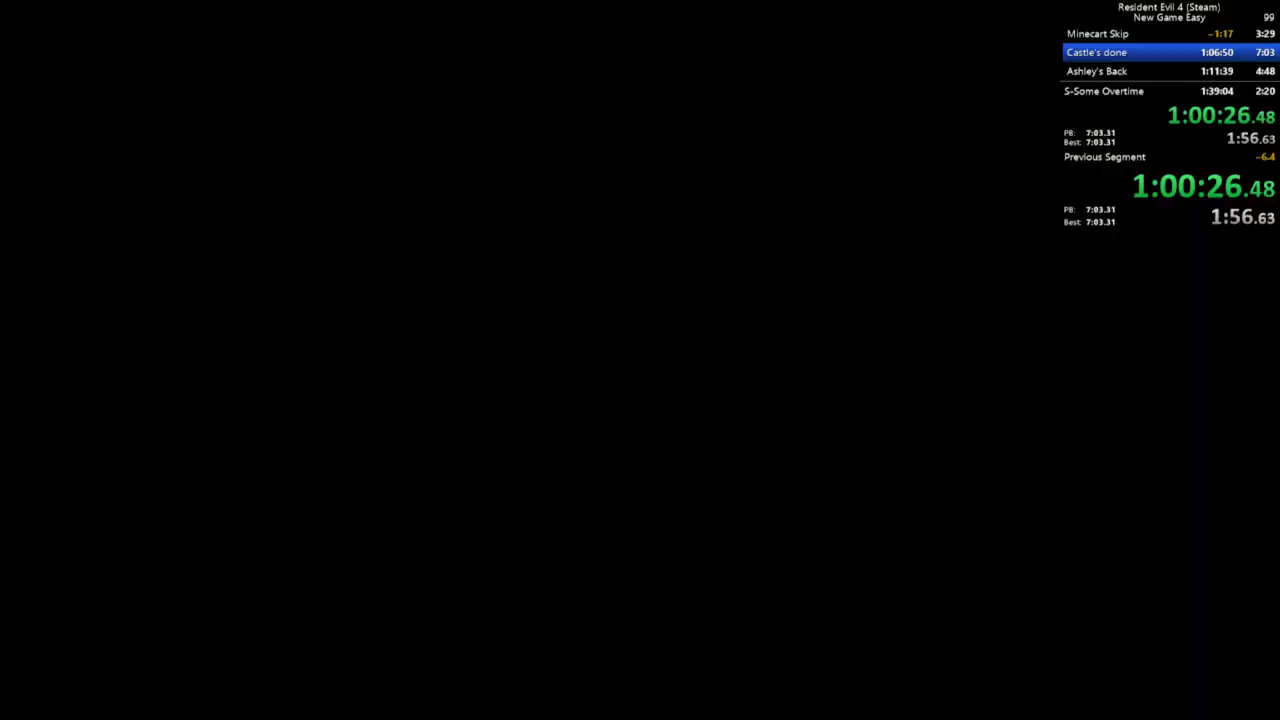 Resident Evil 4 (Steam)
New Game Easy 99
Minecart Skip −1:17 3:29
Castle's done 1:06:50 7:03
Ashley's Back 1:11:39 4:48
S-Some Overtime 1:39:04 2:20
1:00:26.48
PB: 7:03.31
Best: 7:03.31
1:56.63
Previous Segment −6.4
1:00:26.48
PB: 7:03.31
Best: 7:03.31
1:56.63